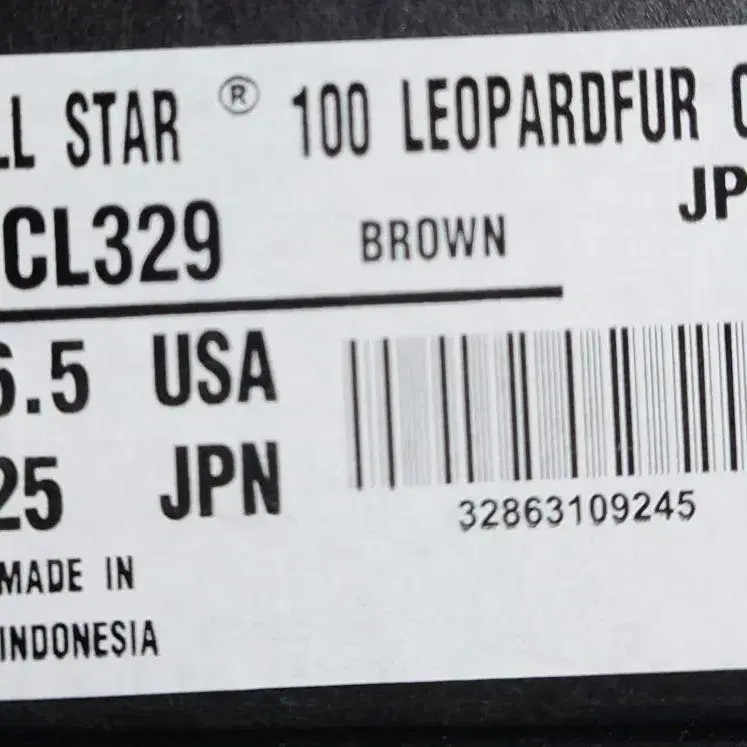 LL STAR ® 100 LEOPARDFUR
CL329 BROWN JP
6.5 USA
25 JPN
32863109245
MADE IN
INDONESIA